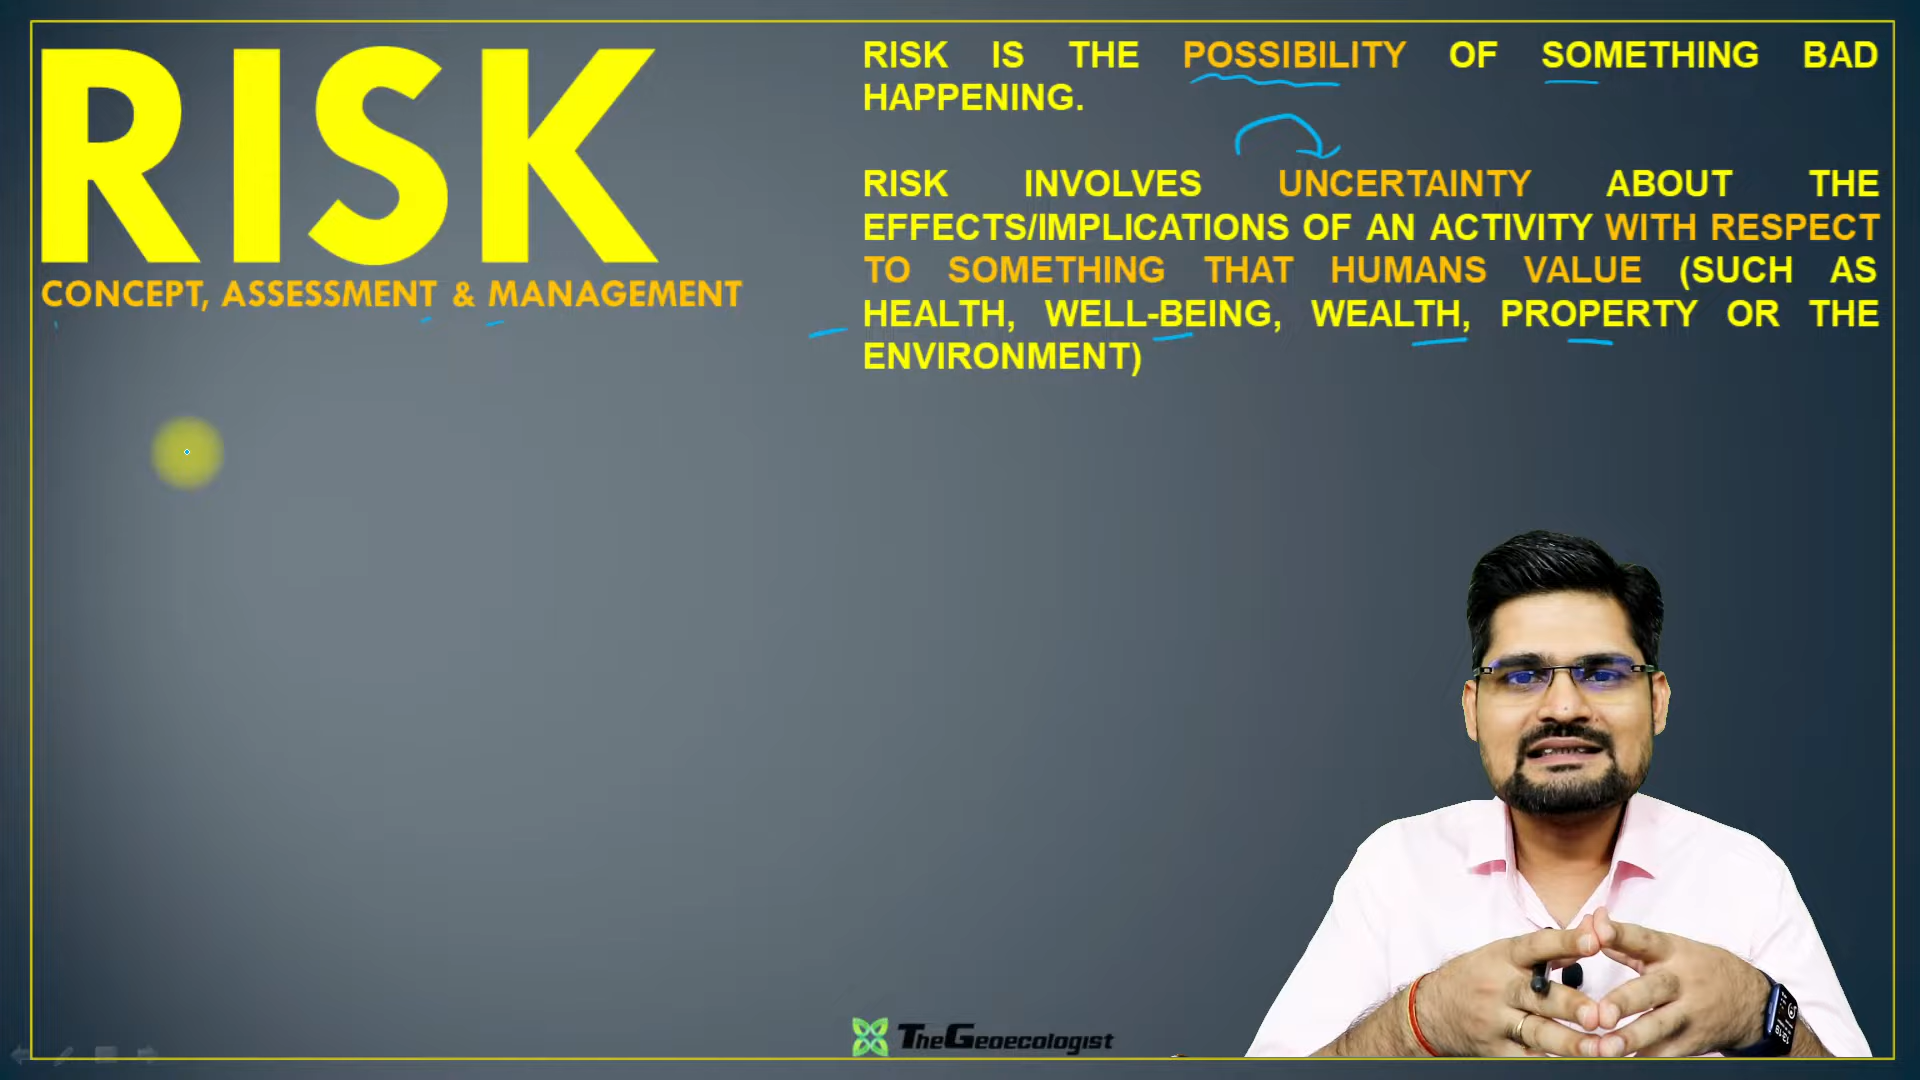 RISK
CONCEPT, ASSESSMENT & MANAGEMENT
RISK IS THE POSSIBILITY OF SOMETHING BAD
HAPPENING.
RISK INVOLVES UNCERTAINTY ABOUT THE
EFFECTS/IMPLICATIONS OF AN ACTIVITY WITH RESPECT
TO SOMETHING THAT HUMANS VALUE (SUCH AS
HEALTH, WELL-BEING, WEALTH, PROPERTY OR THE
ENVIRONMENT)
TheGeoecologist